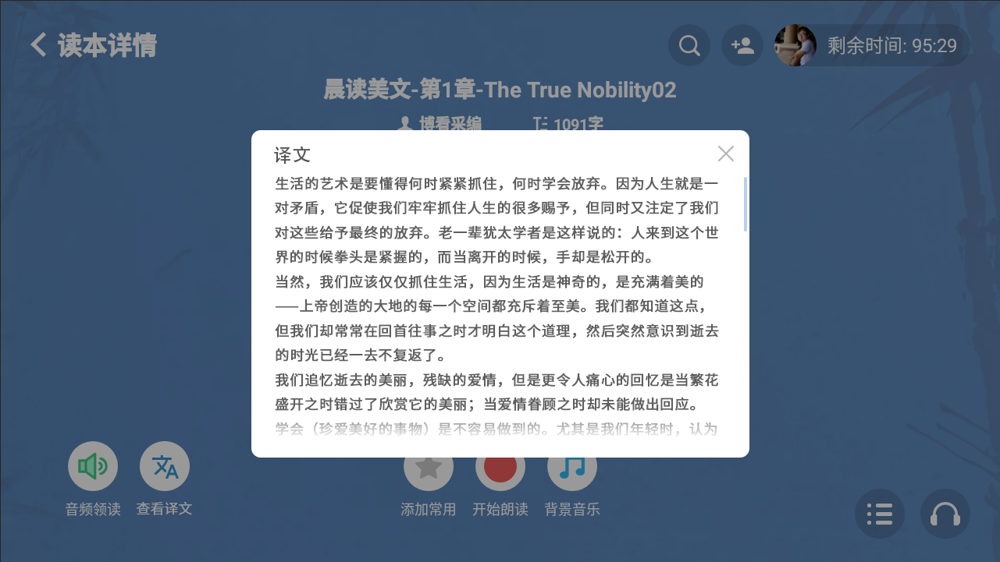 读本详情
剩余时间: 95:29
晨读美文-第1章-The True Nobility02
博看采编
1091字
译文
生活的艺术是要懂得何时紧紧抓住，何时学会放弃。因为人生就是一
对矛盾，它促使我们牢牢抓住人生的很多赐予，但同时又注定了我们
对这些给予最终的放弃。老一辈犹太学者是这样说的：人来到这个世
界的时候拳头是紧握的，而当离开的时候，手却是松开的。
当然，我们应该仅仅抓住生活，因为生活是神奇的，是充满着美的
——上帝创造的大地的每一个空间都充斥着至美。我们都知道这点，
但我们却常常在回首往事之时才明白这个道理，然后突然意识到逝去
的时光已经一去不复返了。
我们追忆逝去的美丽，残缺的爱情，但是更令人痛心的回忆是当繁花
盛开之时错过了欣赏它的美丽；当爱情眷顾之时却未能做出回应。
学会（珍爱美好的事物）是不容易做到的。尤其是我们年轻时，认为
音频领读
查看译文
添加常用
开始朗读
背景音乐